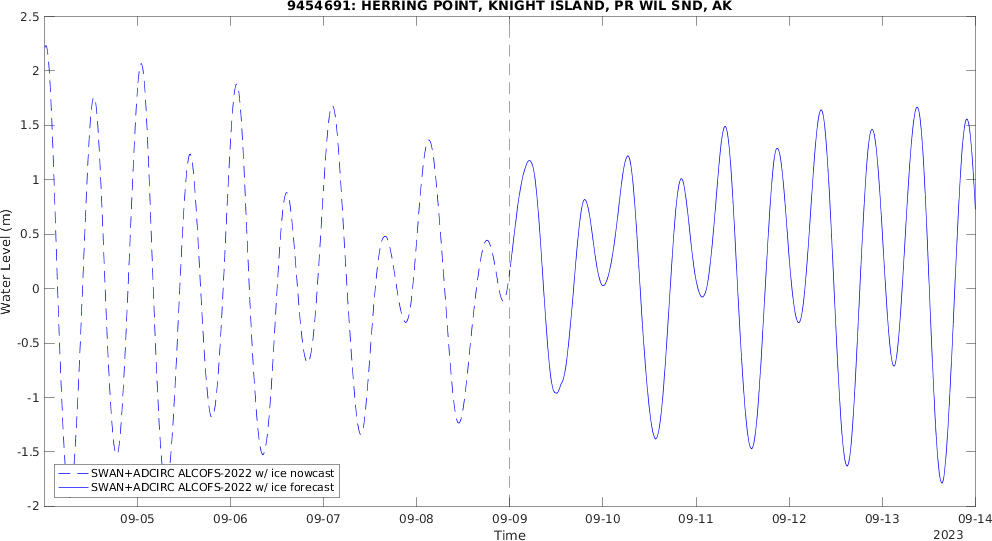 9454691: HERRING POINT, KNIGHT ISLAND, PR WIL SND, AK
Water Level (m)
2.5
2
1.5
1
0.5
0
-0.5
-1
-1.5
-2
SWAN+ADCIRC ALCOFS-2022 w/ ice nowcast
SWAN+ADCIRC ALCOFS-2022 w/ ice forecast
09-05 09-06 09-07 09-08 09-09 09-10 09-11 09-12 09-13 09-14
Time
2023